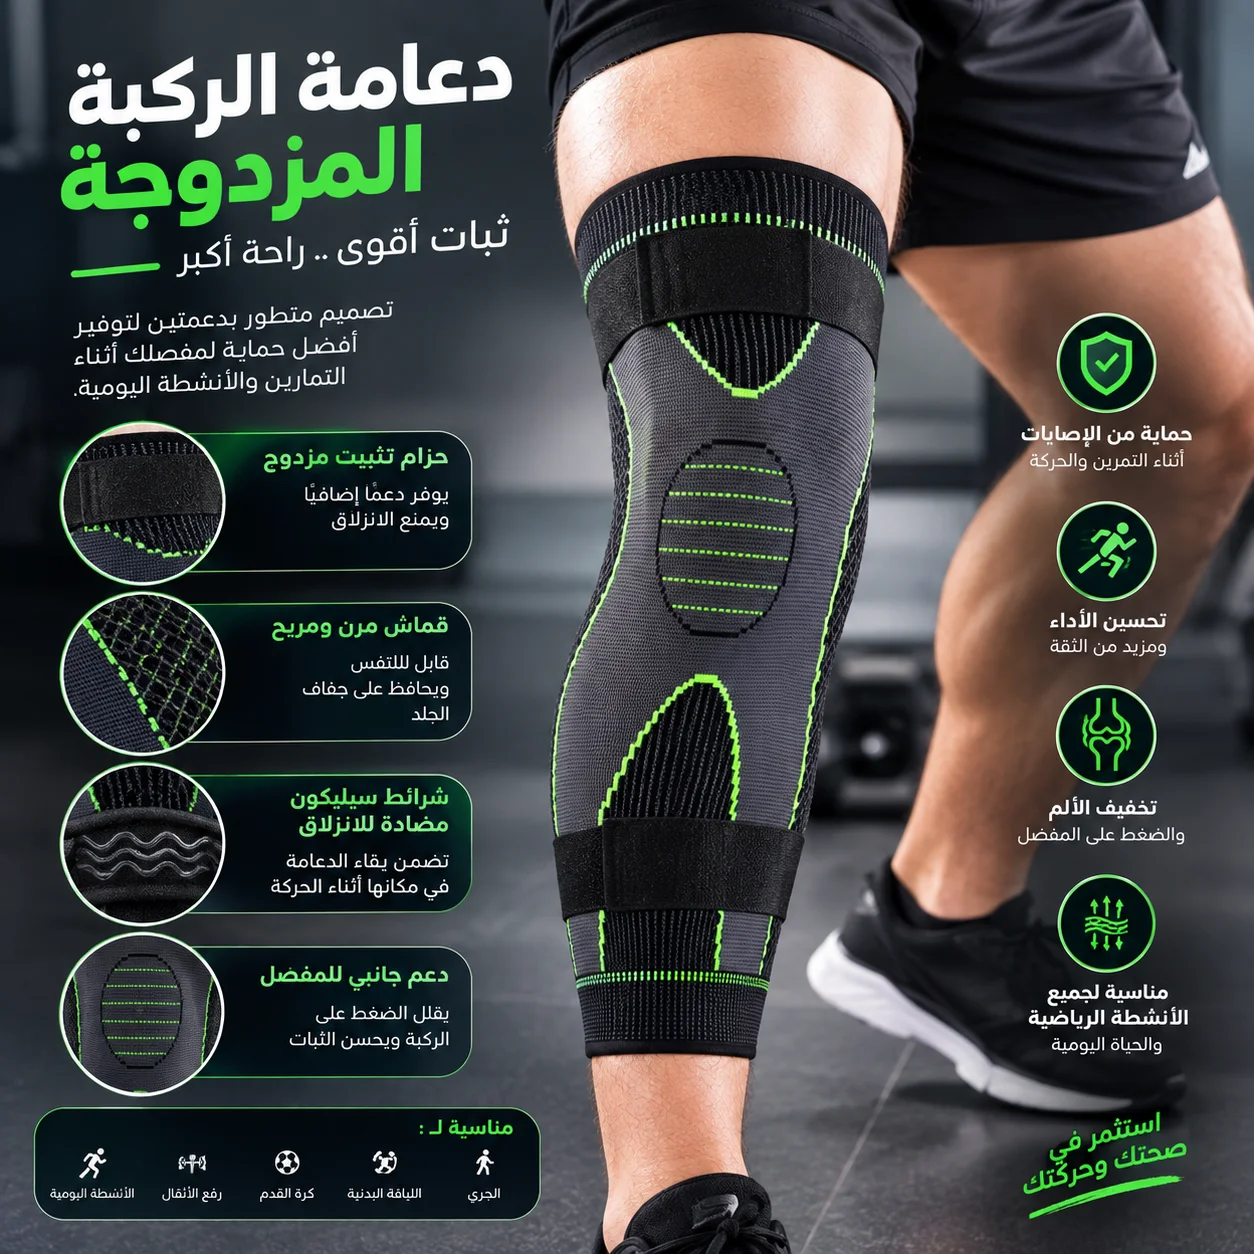 دعامة الركبة
المزدوجة
ثبات أقوى .. راحة أكبر
تصميم متطور بدعمتين لتوفير
أفضل حماية لمفصلك أثناء
التمارين والأنشطة اليومية.
حزام تثبيت مزدوج
يوفر دعمًا إضافيًا
ويمنع الانزلاق
قماش مرن ومريح
قابل لللتفس
ويحافظ على جفاف
الجلد
شرائط سيليكون
مضادة للانزلاق
تضمن يقاء الدعامة
في مكانها أثناء الحركة
دعم جانبي للمفصل
يقلل الضغط على
الركبة ويحسن الثبات
مناسبة لـ :
الجري
اللياقة البدنية
كرة القدم
رفع الأثقال
الأنشطة اليومية
حماية من الإصابات
أثناء التمرين والحركة
تحسين الأداء
ومزيد من الثقة
تخفيف الألم
والضغط على المفصل
مناسبة لجميع
الأنشطة الرياضية
والحياة اليومية
استثمر في
صحتك وحركتك